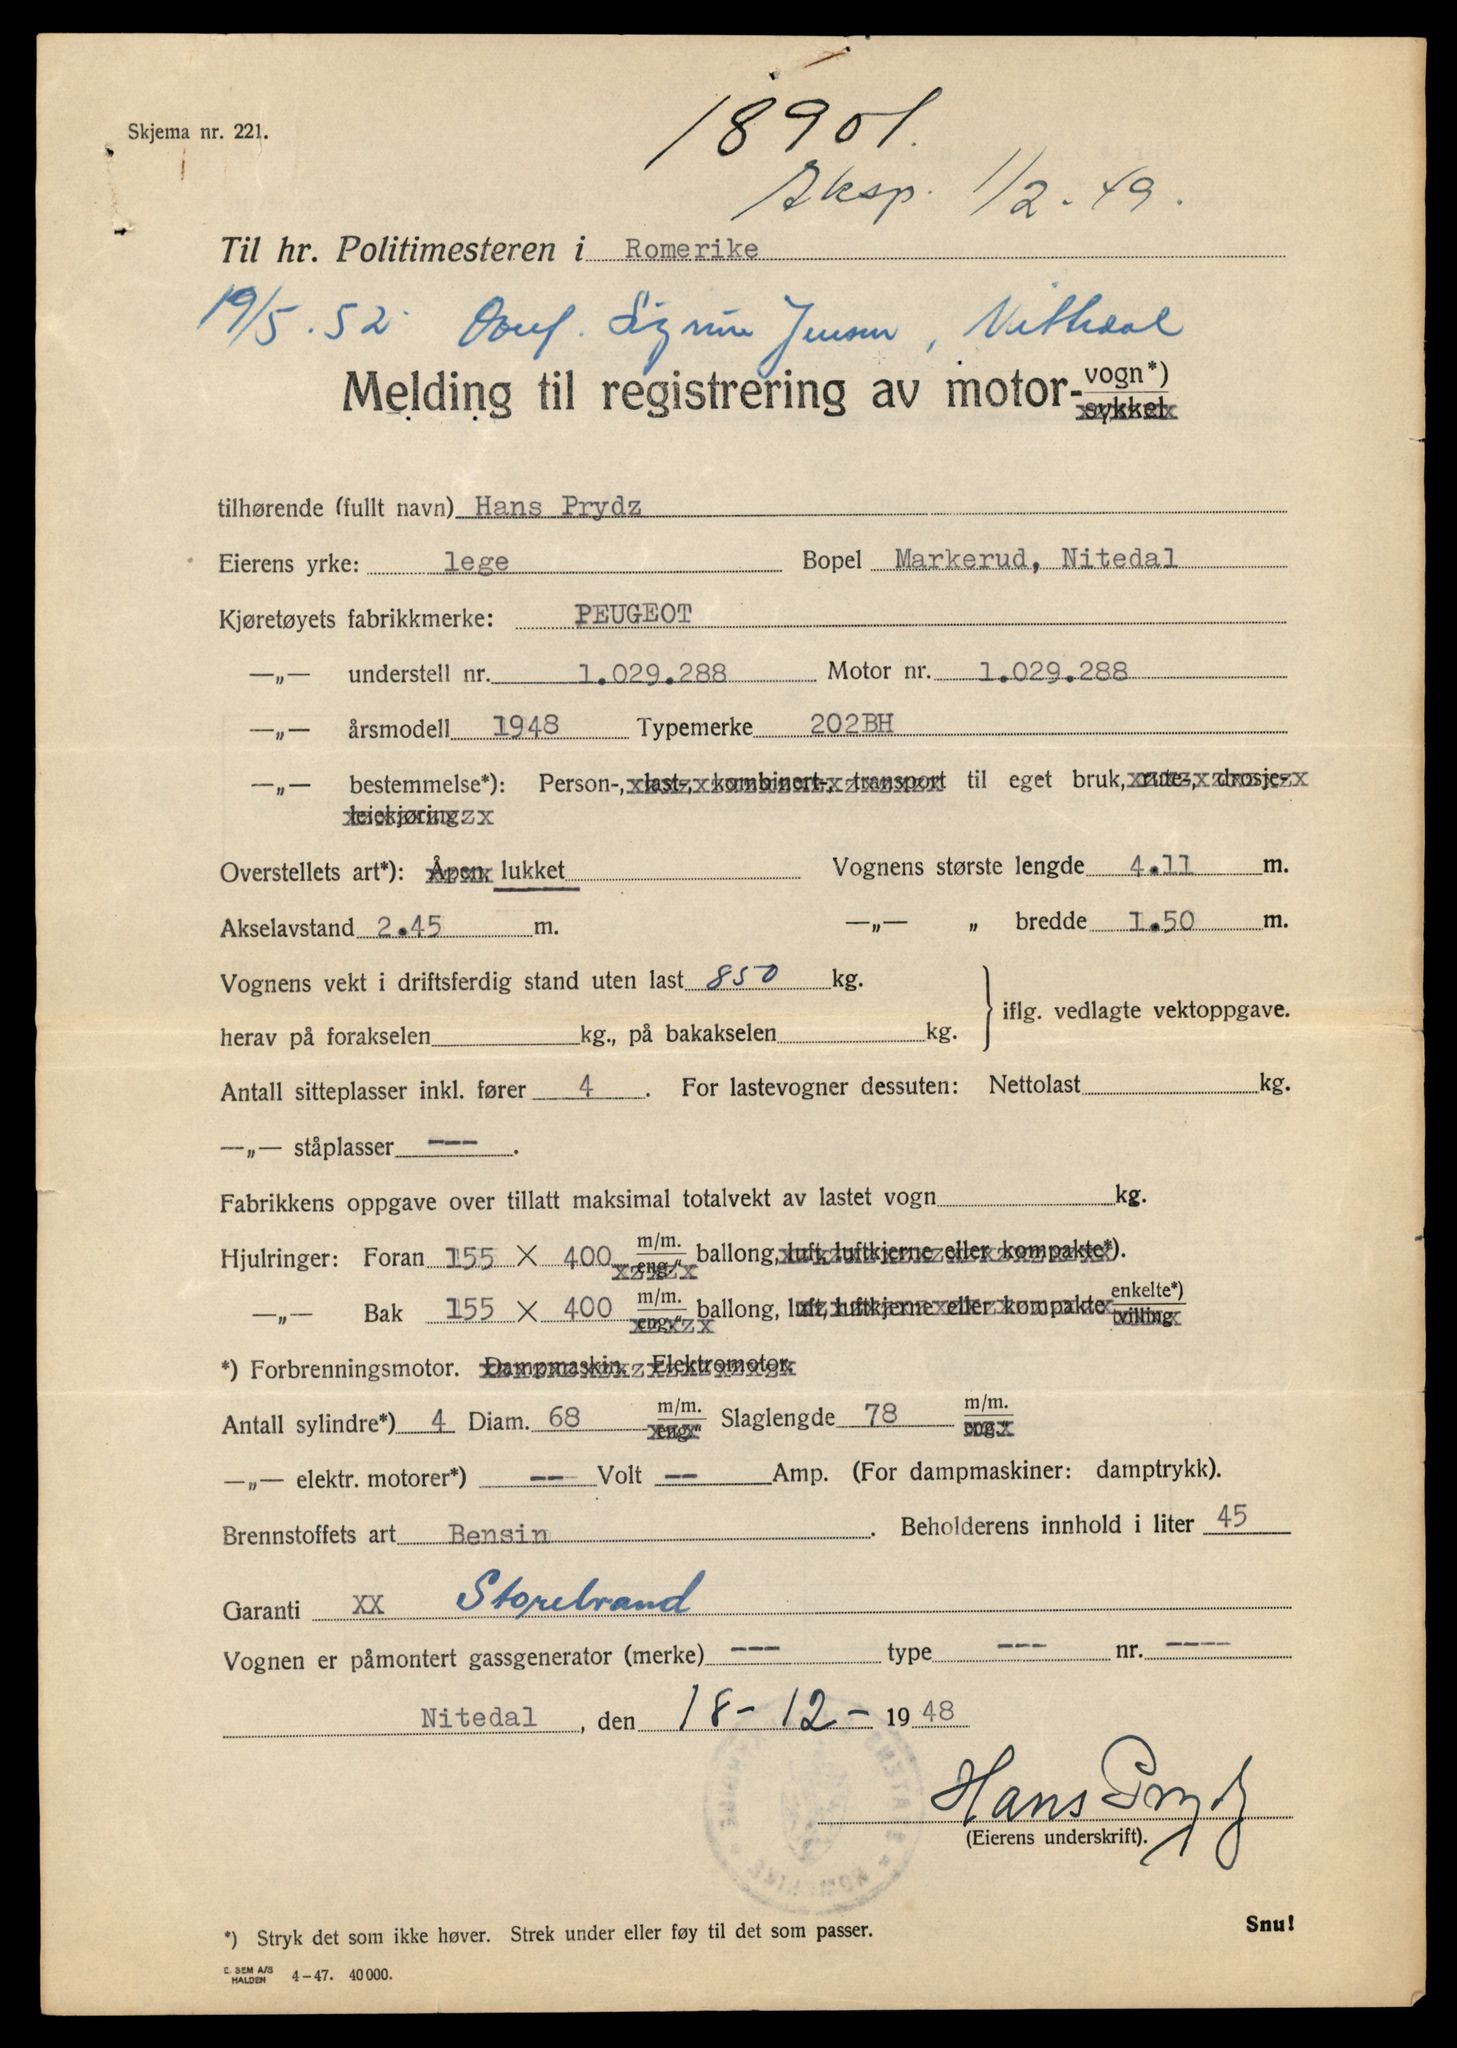 18901.
Skjema nr. 221.
Eksp. 1/2-49.
Til hr. Politimesteren i Romerike
19/5.52. Overf. Sigrun Jensen, Nittedal
Melding til registrering av motor-vogn*)
sykkel
tilhørende (fullt navn) Hans Prydz
Eierens yrke: lege Bopel Markerud, Nitedal
Kjøretøyets fabrikkmerke: PEUGEOT
—„— understell nr. 1.029.288 Motor nr. 1.029.288
—„— årsmodell 1948 Typemerke 202BH
—„— bestemmelse*): Person-, last-, kombinert-, transport til eget bruk, rute-, drosje-
leiekjøring.
Overstellets art*): Åpen lukket Vognens største lengde 4.11 m.
Akselavstand 2.45 m. —„— „ bredde 1.50 m.
Vognens vekt i driftsferdig stand uten last 850 kg.
iflg. vedlagte vektoppgave.
herav på forakselen kg., på bakakselen kg.
Antall sitteplasser inkl. fører 4. For lastevogner dessuten: Nettolast kg.
—„— ståplasser ---.
Fabrikkens oppgave over tillatt maksimal totalvekt av lastet vogn kg.
Hjulringer: Foran 155 × 400 m/m. eng." ballong, luft, luftkjerne eller kompakte*).
—„— Bak 155 × 400 m/m. eng." ballong, luft, luftkjerne eller kompakte enkelte*) tvilling
*) Forbrenningsmotor. Dampmaskin. Elektromotor.
Antall sylindre*) 4 Diam. 68 m/m. eng." Slaglengde 78 m/m. eng."
—„— elektr. motorer*) -- Volt -- Amp. (For dampmaskiner: damptrykk).
Brennstoffets art Bensin. Beholderens innhold i liter 45
Garanti XX Storebrand
Vognen er påmontert gassgenerator (merke) --- type --- nr. ----
Nitedal, den 18-12- 1948
Hans Prydz
(Eierens underskrift).
*) Stryk det som ikke høver. Strek under eller føy til det som passer.
Snu!
E. SEM A/S
HALDEN 4-47. 40 000.